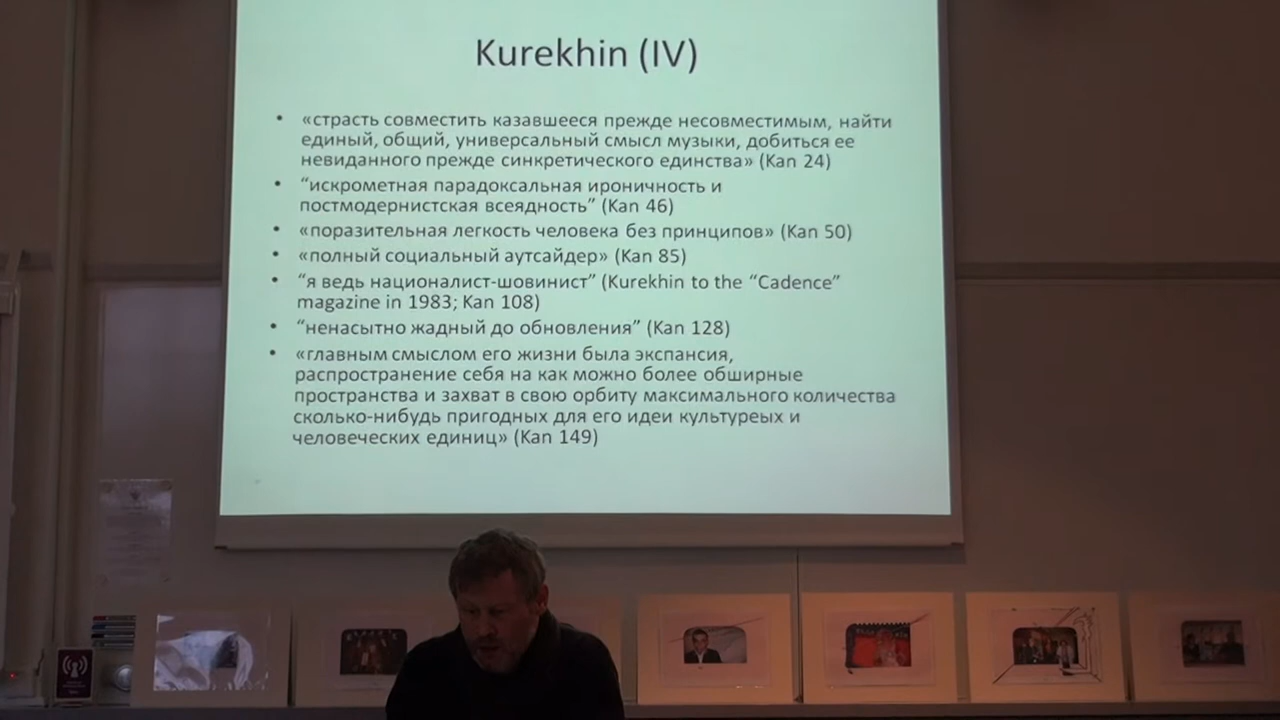 Kurekhin (IV)
• «страсть совместить казавшееся прежде несовместимым, найти
единый, общий, универсальный смысл музыки, добиться ее
невиданного прежде синкретического единства» (Kan 24)
• “искрометная парадоксальная ироничность и
постмодернистская всеядность” (Kan 46)
• «поразительная легкость человека без принципов» (Kan 50)
• «полный социальный аутсайдер» (Kan 85)
• “я ведь националист-шовинист” (Kurekhin to the “Cadence”
magazine in 1983; Kan 108)
• “ненасытно жадный до обновления” (Kan 128)
• «главным смыслом его жизни была экспансия,
распространение себя на как можно более обширные
пространства и захват в свою орбиту максимального количества
сколько-нибудь пригодных для его идеи культуреых и
человеческих единиц» (Kan 149)